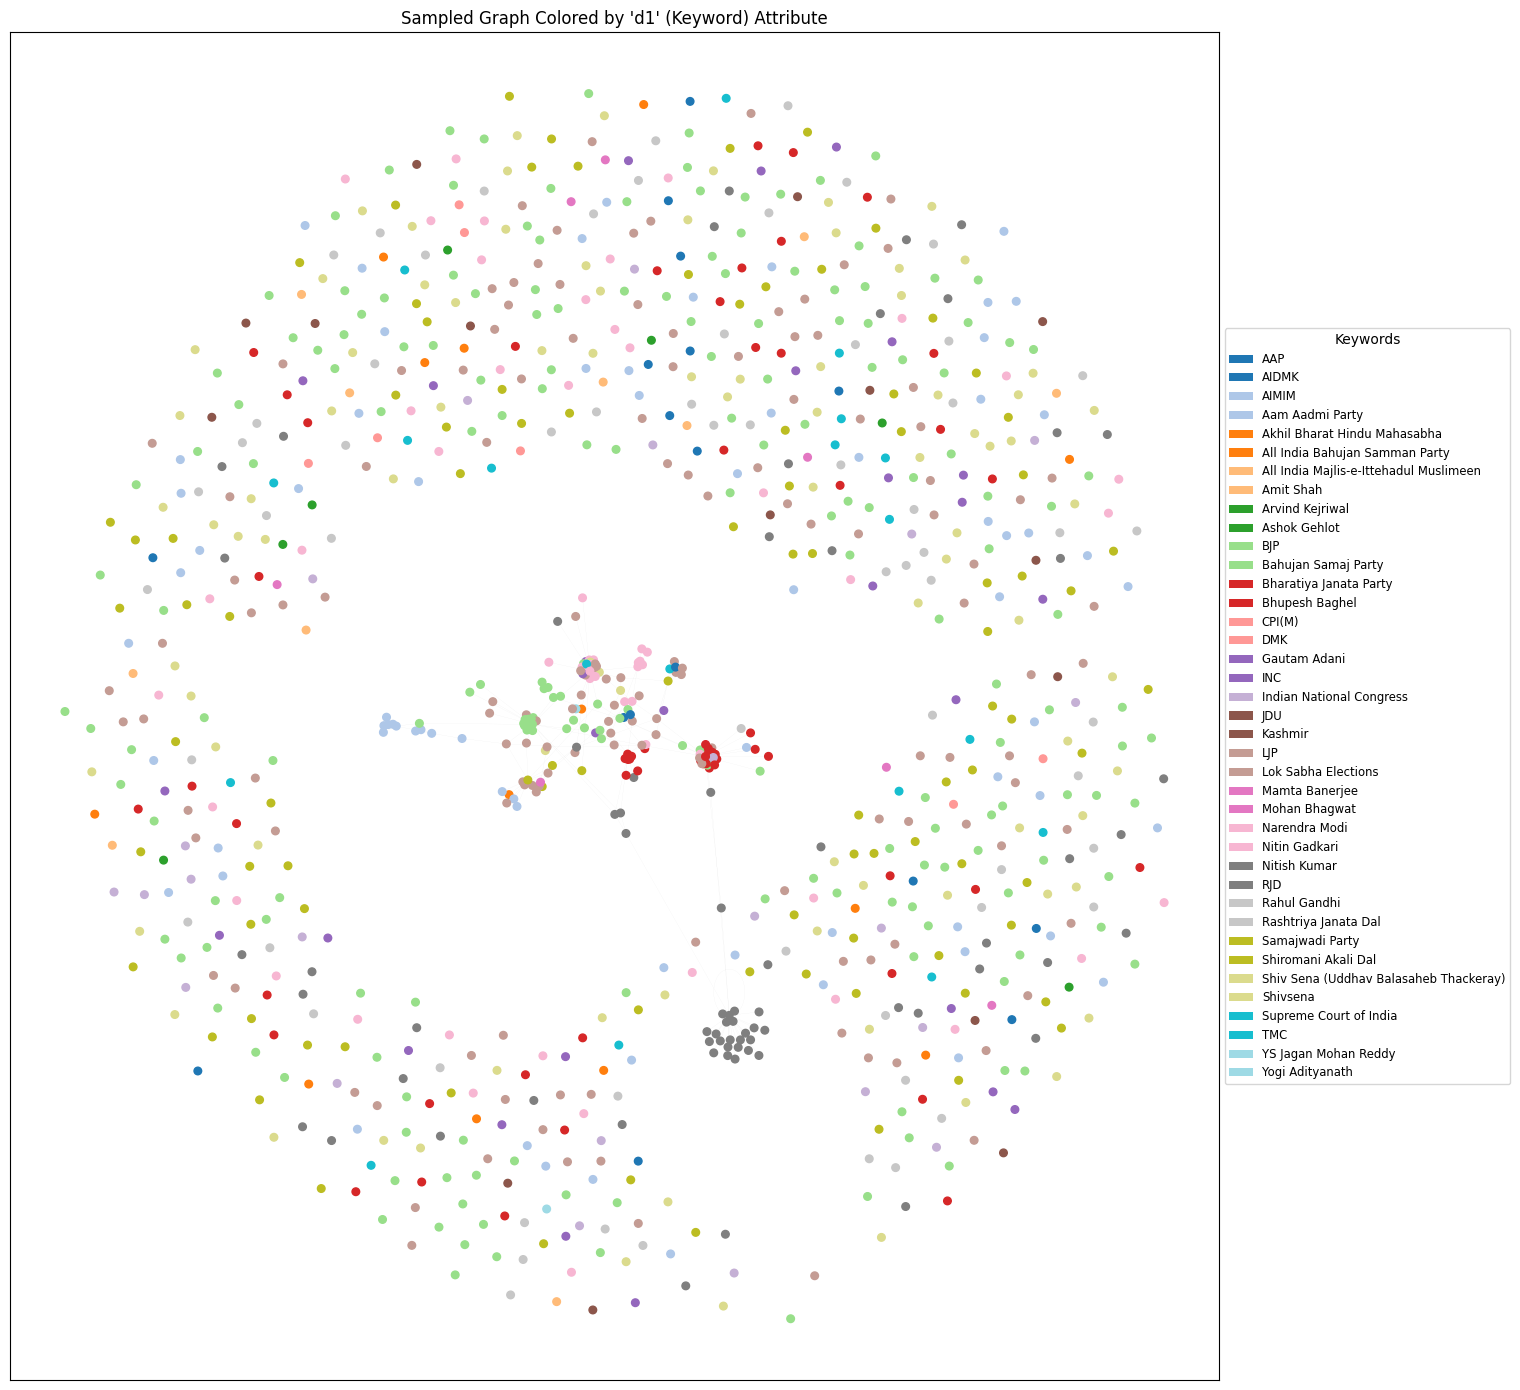 Sampled Graph Colored by 'd1' (Keyword) Attribute
Keywords
AAP
AIDMK
AIMIM
Aam Aadmi Party
Akhil Bharat Hindu Mahasabha
All India Bahujan Samman Party
All India Majlis-e-Ittehadul Muslimeen
Amit Shah
Arvind Kejriwal
Ashok Gehlot
BJP
Bahujan Samaj Party
Bharatiya Janata Party
Bhupesh Baghel
CPI(M)
DMK
Gautam Adani
INC
Indian National Congress
JDU
Kashmir
LJP
Lok Sabha Elections
Mamta Banerjee
Mohan Bhagwat
Narendra Modi
Nitin Gadkari
Nitish Kumar
RJD
Rahul Gandhi
Rashtriya Janata Dal
Samajwadi Party
Shiromani Akali Dal
Shiv Sena (Uddhav Balasaheb Thackeray)
Shivsena
Supreme Court of India
TMC
YS Jagan Mohan Reddy
Yogi Adityanath